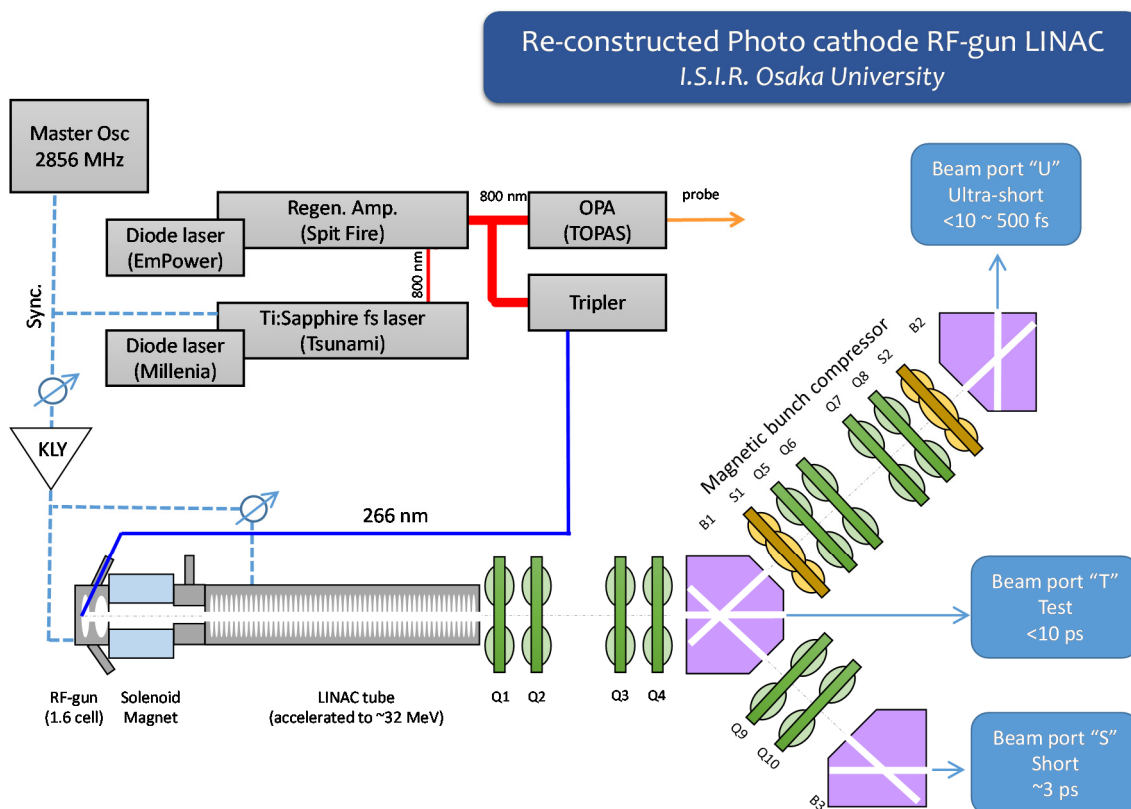 Re-constructed Photo cathode RF-gun LINAC
I.S.I.R. Osaka University
Master Osc
2856 MHz
Sync.
KLY
Regen. Amp.
(Spit Fire)
Diode laser
(EmPower)
800 nm
800 nm
OPA
(TOPAS)
probe
Ti:Sapphire fs laser
(Tsunami)
Diode laser
(Millenia)
Tripler
266 nm
Beam port “U”
Ultra-short
<10 ~ 500 fs
Magnetic bunch compressor
B1
S1
Q5
Q6
Q7
Q8
S2
B2
Beam port “T”
Test
<10 ps
RF-gun
(1.6 cell)
Solenoid
Magnet
LINAC tube
(accelerated to ~32 MeV)
Q1
Q2
Q3
Q4
Q9
Q10
B3
Beam port “S”
Short
~3 ps